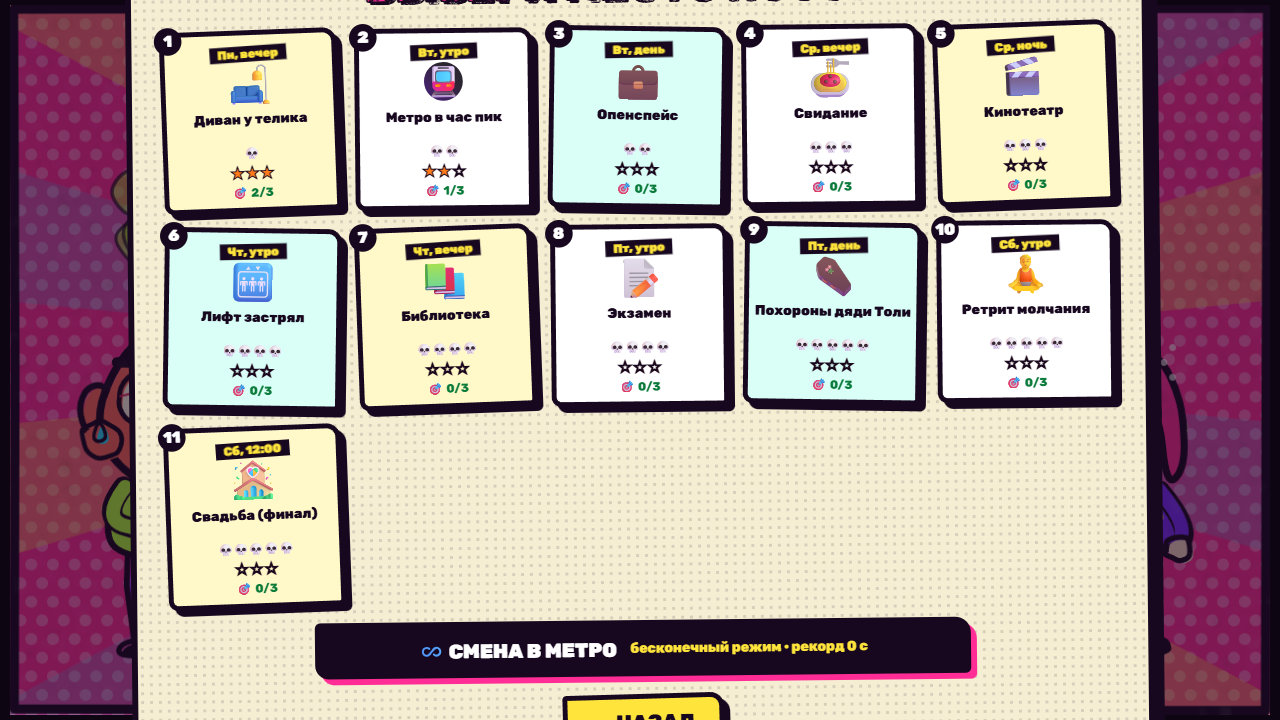 1
Пн, вечер
Диван у телика
2/3
2
Вт, утро
Метро в час пик
1/3
3
Вт, день
Опенспейс
0/3
4
Ср, вечер
Свидание
0/3
5
Ср, ночь
Кинотеатр
0/3
6
Чт, утро
Лифт застрял
0/3
7
Чт, вечер
Библиотека
0/3
8
Пт, утро
Экзамен
0/3
9
Пт, день
Похороны дяди Толи
0/3
10
Сб, утро
Ретрит молчания
0/3
11
Сб, 12:00
Свадьба (финал)
0/3
∞ СМЕНА В МЕТРО бесконечный режим • рекорд 0 с
НАЗАД